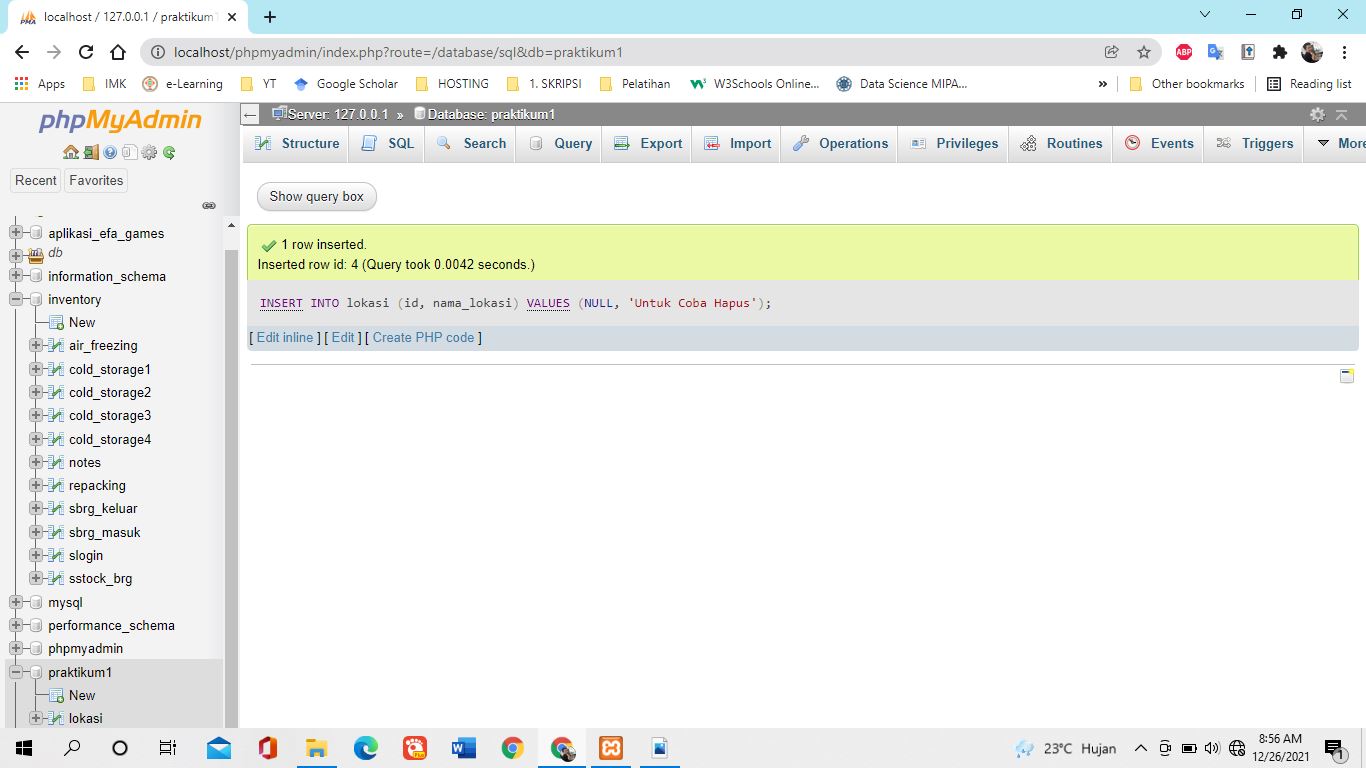 localhost / 127.0.0.1 / praktikum1
localhost/phpmyadmin/index.php?route=/database/sql&db=praktikum1
ABP
Apps IMK e-Learning YT Google Scholar HOSTING 1. SKRIPSI Pelatihan W3Schools Online... Data Science MIPA... » Other bookmarks Reading list
phpMyAdmin
Recent Favorites
aplikasi_efa_games
db
information_schema
inventory
New
air_freezing
cold_storage1
cold_storage2
cold_storage3
cold_storage4
notes
repacking
sbrg_keluar
sbrg_masuk
slogin
sstock_brg
mysql
performance_schema
phpmyadmin
praktikum1
New
lokasi
Server: 127.0.0.1 » Database: praktikum1
Structure SQL Search Query Export Import Operations Privileges Routines Events Triggers More
Show query box
1 row inserted.
Inserted row id: 4 (Query took 0.0042 seconds.)
INSERT INTO lokasi (id, nama_lokasi) VALUES (NULL, 'Untuk Coba Hapus');
[ Edit inline ] [ Edit ] [ Create PHP code ]
23°C Hujan
8:56 AM
12/26/2021
1